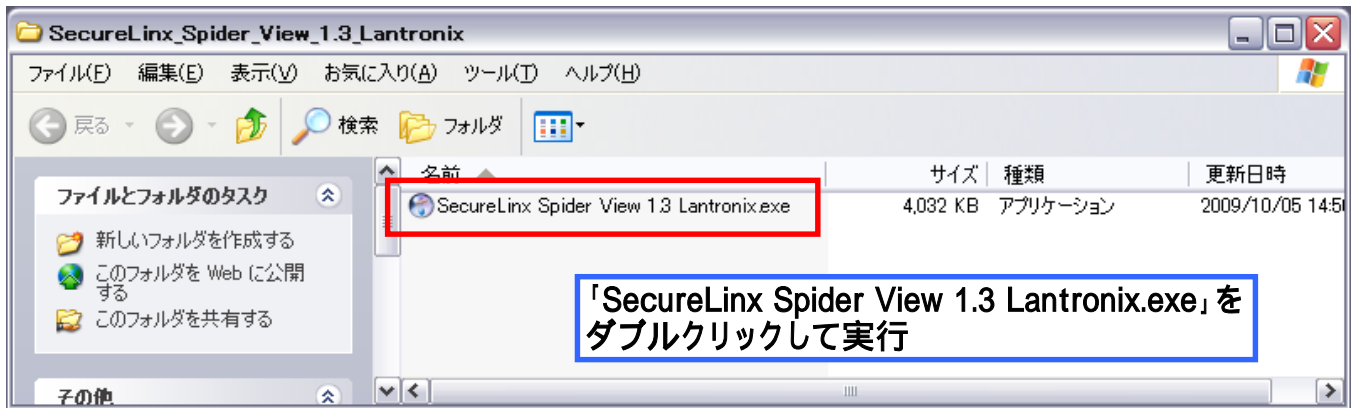 SecureLinx_Spider_View_1.3_Lantronix
ファイル(F) 編集(E) 表示(V) お気に入り(A) ツール(T) ヘルプ(H)
戻る 検索 フォルダ
名前 サイズ 種類 更新日時
ファイルとフォルダのタスク
SecureLinx Spider View 1.3 Lantronix.exe 4,032 KB アプリケーション 2009/10/05 14:5
新しいフォルダを作成する
このフォルダを Web に公開
する
このフォルダを共有する
「SecureLinx Spider View 1.3 Lantronix.exe」を
ダブルクリックして実行
その他